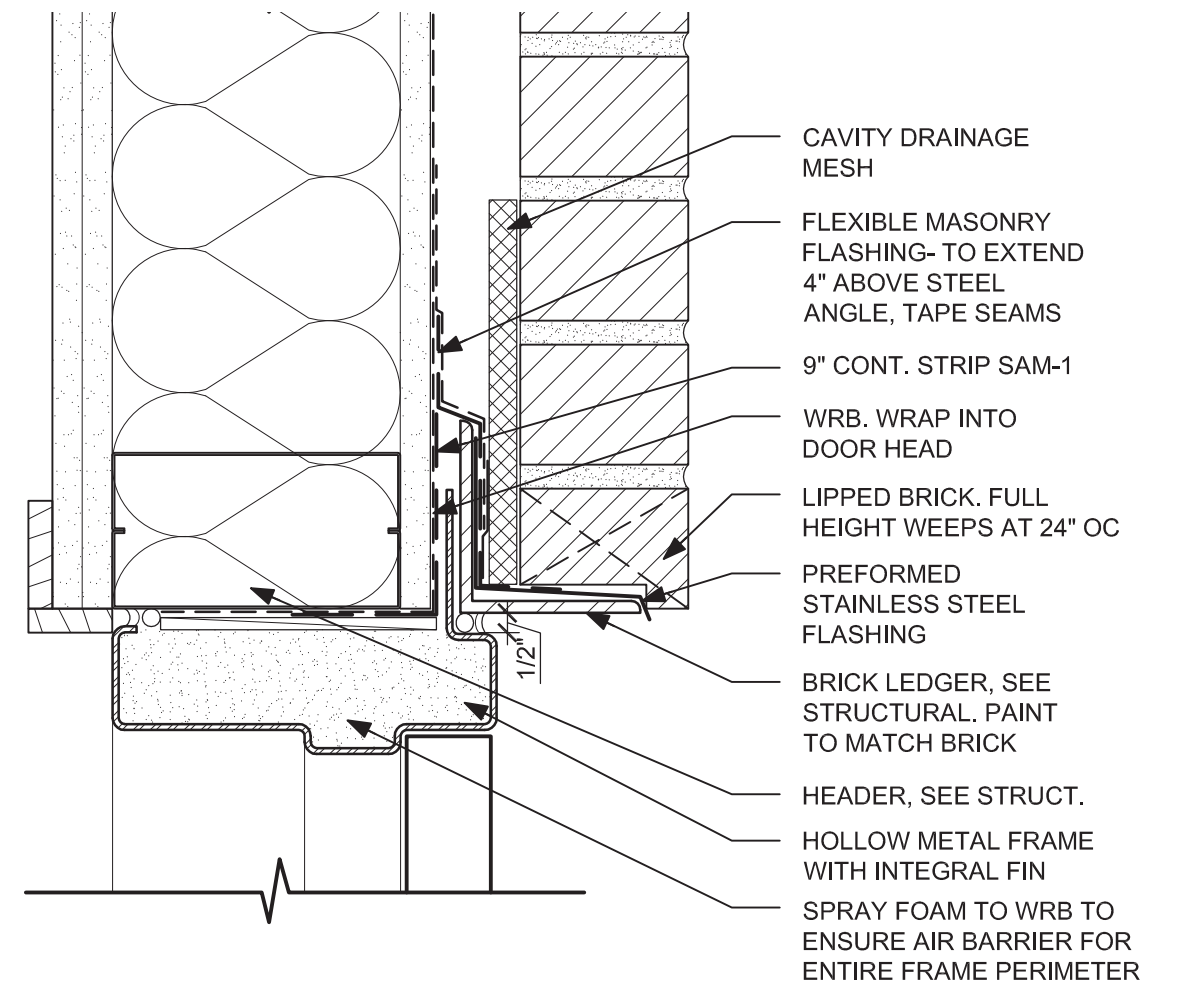 CAVITY DRAINAGE
MESH
FLEXIBLE MASONRY
FLASHING- TO EXTEND
4" ABOVE STEEL
ANGLE, TAPE SEAMS
9" CONT. STRIP SAM-1
WRB. WRAP INTO
DOOR HEAD
LIPPED BRICK. FULL
HEIGHT WEEPS AT 24" OC
PREFORMED
STAINLESS STEEL
FLASHING
1/2"
BRICK LEDGER, SEE
STRUCTURAL. PAINT
TO MATCH BRICK
HEADER, SEE STRUCT.
HOLLOW METAL FRAME
WITH INTEGRAL FIN
SPRAY FOAM TO WRB TO
ENSURE AIR BARRIER FOR
ENTIRE FRAME PERIMETER